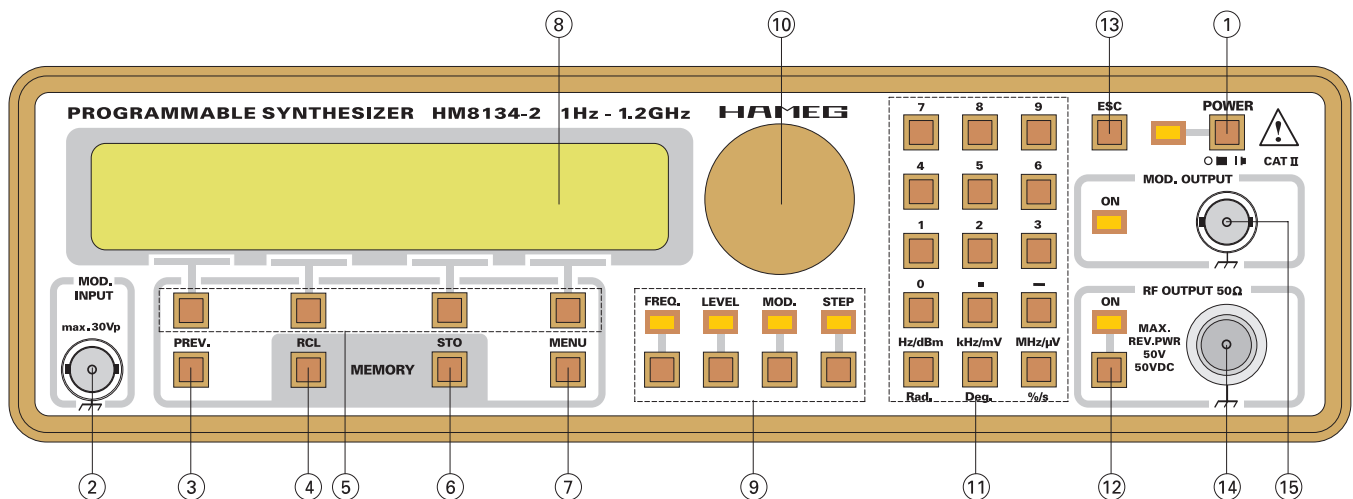 8
10
13
1
PROGRAMMABLE SYNTHESIZER HM8134-2 1Hz - 1.2GHz
HAMEG
7 8 9
ESC
POWER
CAT II
4 5 6
MOD. OUTPUT
ON
1 2 3
MOD.
INPUT
max.30Vp
0 . –
RF OUTPUT 50Ω
ON
MAX.
REV.PWR
50V
50VDC
FREQ. LEVEL MOD. STEP
PREV.
RCL
STO
MENU
MEMORY
Hz/dBm kHz/mV MHz/µV
Rad. Deg. %/s
2
3
4
5
6
7
9
11
12
14
15